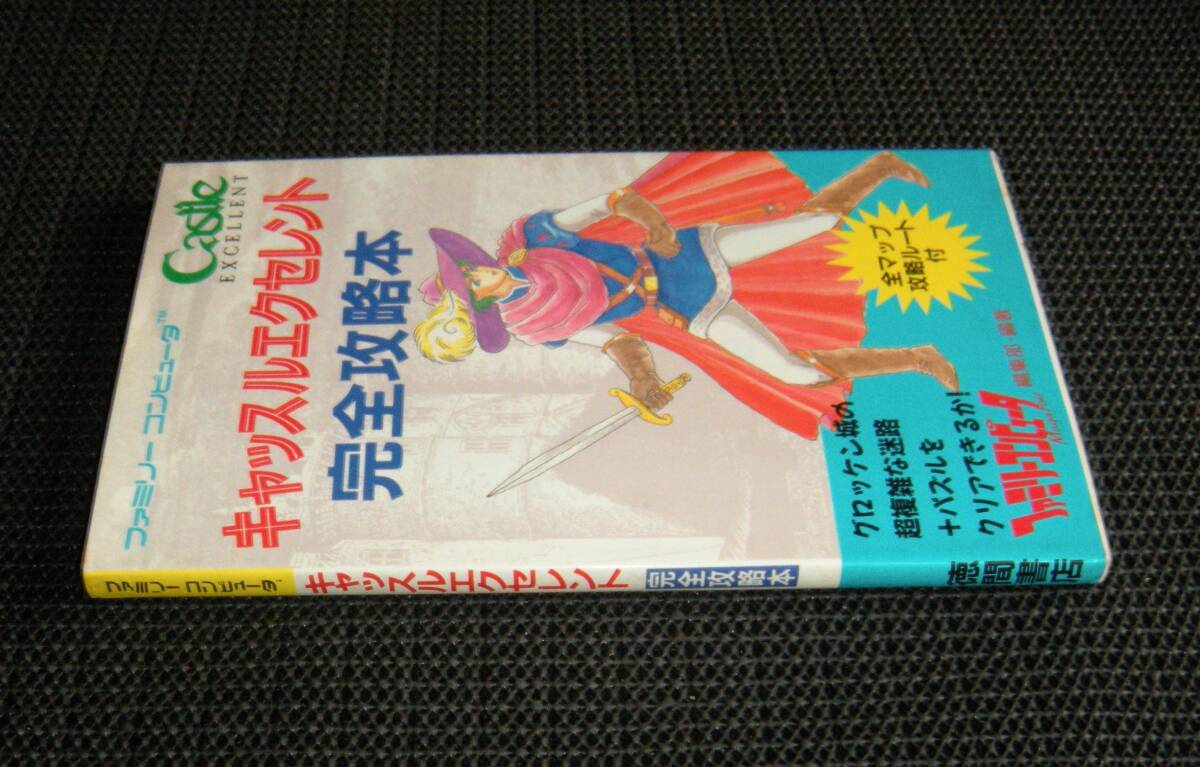 ファミリー コンピュータ™
Castle
EXCELLENT
キャッスルエクセレント
完全攻略本
全マップ
攻略ルート
付
グロッケン城の
超複雑な迷路
+パズルを
クリアできるか!
ファミリーコンピュータ
Magazine
編集部・編著
ファミリー コンピュータ
キャッスルエクセレント
完全攻略本
徳間書店